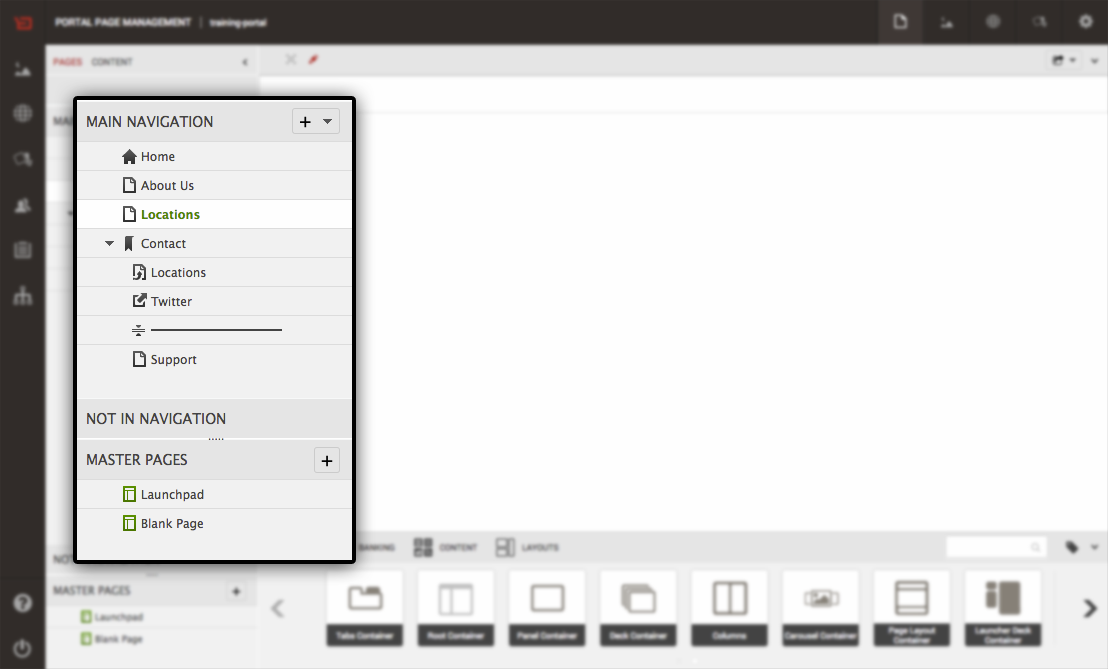 PORTAL PAGE MANAGEMENT | training-portal
PAGES CONTENT
MAIN NAVIGATION
Home
About Us
Locations
Contact
Locations
Twitter
Support
NOT IN NAVIGATION
MASTER PAGES
Launchpad
Blank Page
BANKING CONTENT LAYOUTS
MASTER PAGES
Launchpad
Blank Page
Tabs Container
Root Container
Panel Container
Deck Container
Columns
Carousel Container
Page Layout
Container
Launcher Deck
Container